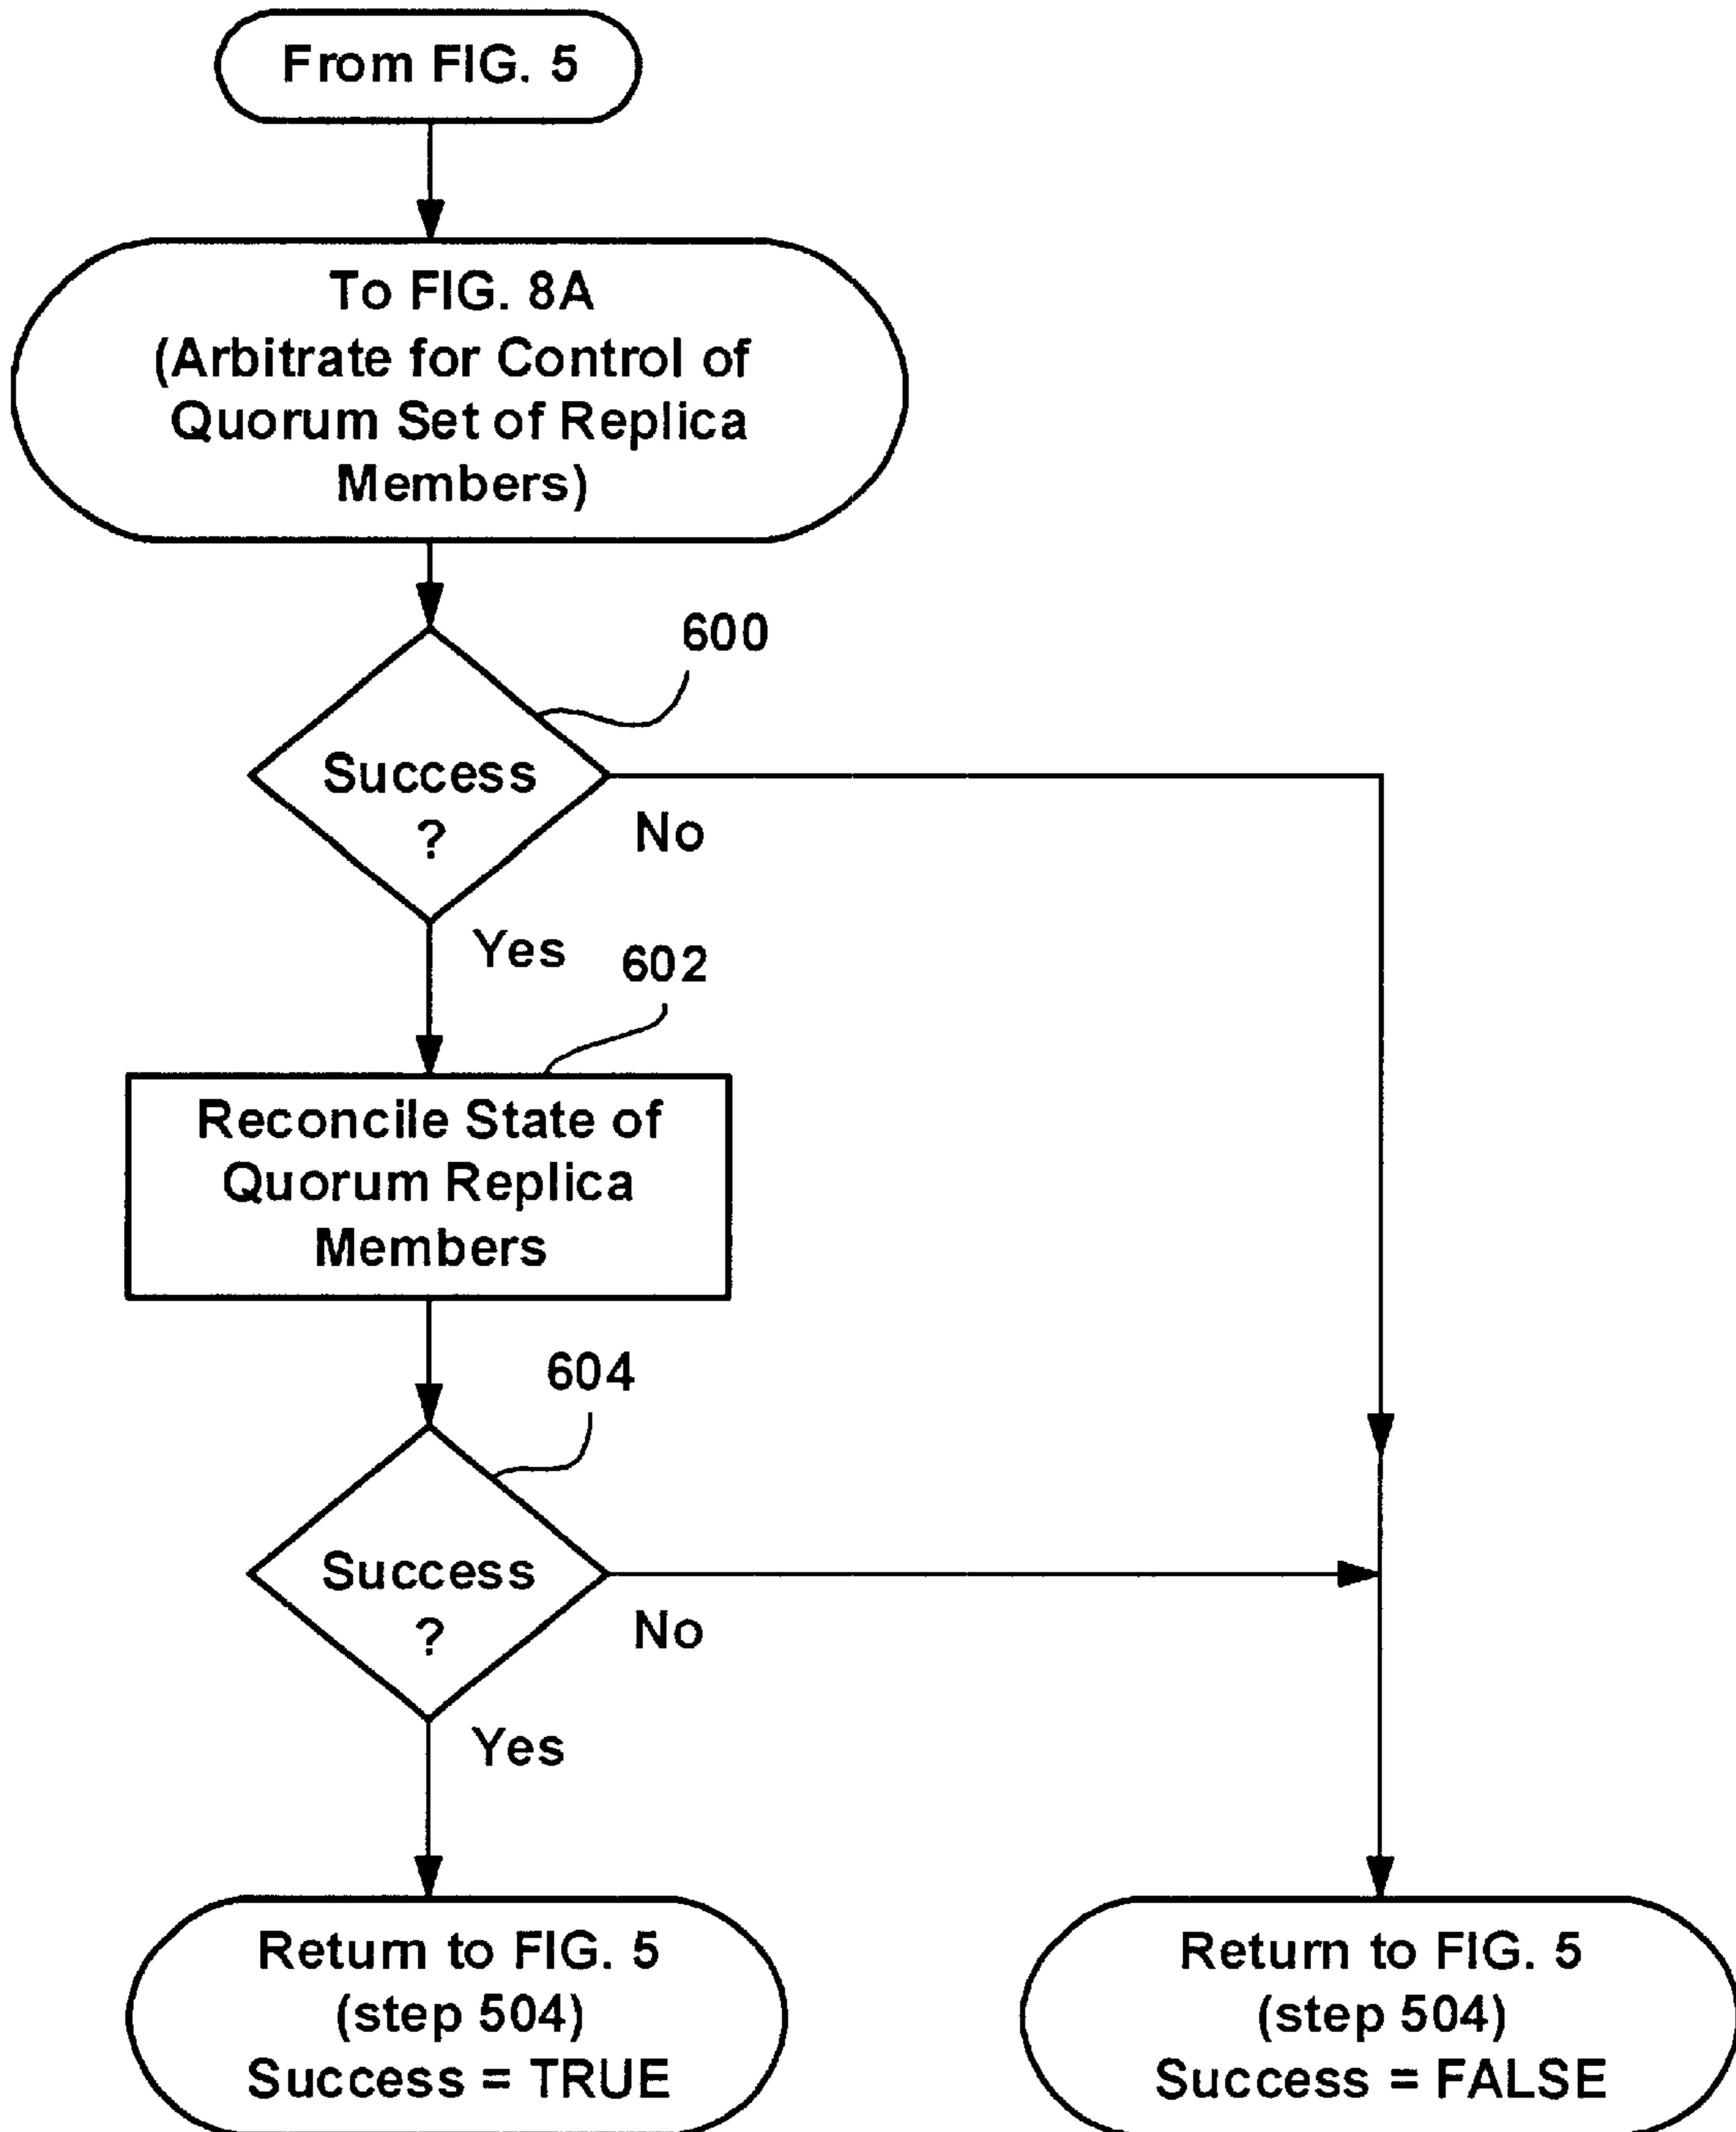 From FIG. 5
To FIG. 8A
(Arbitrate for Control of
Quorum Set of Replica
Members)
600
Success
?
No
Yes
602
Reconcile State of
Quorum Replica
Members
604
Success
?
No
Yes
Return to FIG. 5
(step 504)
Success = TRUE
Return to FIG. 5
(step 504)
Success = FALSE